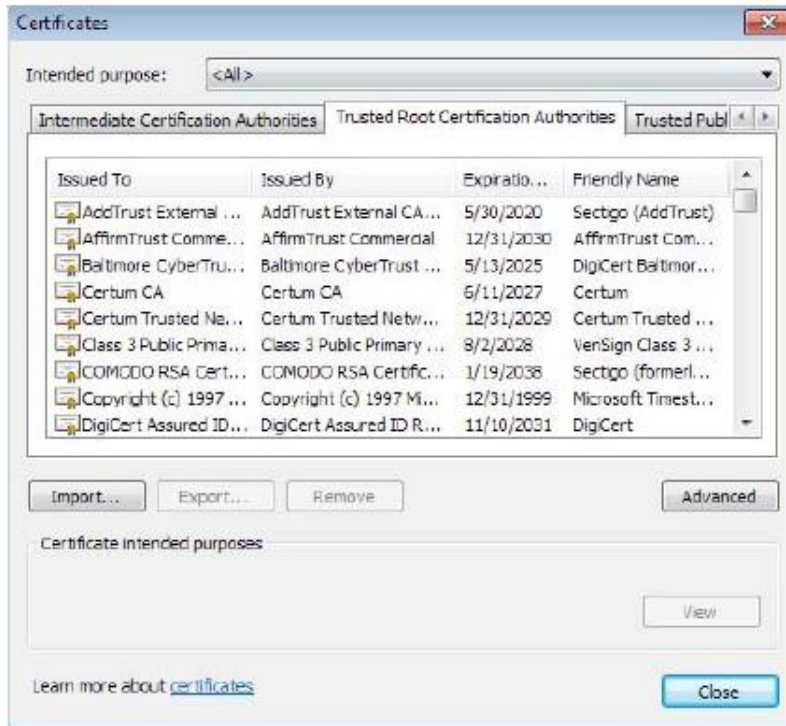 Certificates
Intended purpose: <All>
Intermediate Certification Authorities Trusted Root Certification Authorities Trusted Publ
Issued To Issued By Expiratio... Friendly Name
AddTrust External ... AddTrust External CA... 5/30/2020 Sectigo (AddTrust)
AffirmTrust Comme... AffirmTrust Commercial 12/31/2030 AffirmTrust Com...
Baltimore CyberTru... Baltimore CyberTrust ... 5/13/2025 DigiCert Baltimor...
Certum CA Certum CA 6/11/2027 Certum
Certum Trusted Ne... Certum Trusted Netw... 12/31/2029 Certum Trusted ...
Class 3 Public Prima... Class 3 Public Primary ... 8/2/2028 VeriSign Class 3 ...
COMODO RSA Cert... COMODO RSA Certific... 1/19/2038 Sectigo (formerl...
Copyright (c) 1997 ... Copyright (c) 1997 Mi... 12/31/1999 Microsoft Timest...
DigiCert Assured ID... DigiCert Assured ID R... 11/10/2031 DigiCert
Import... Export... Remove Advanced
Certificate intended purposes
View
Learn more about certificates
Close